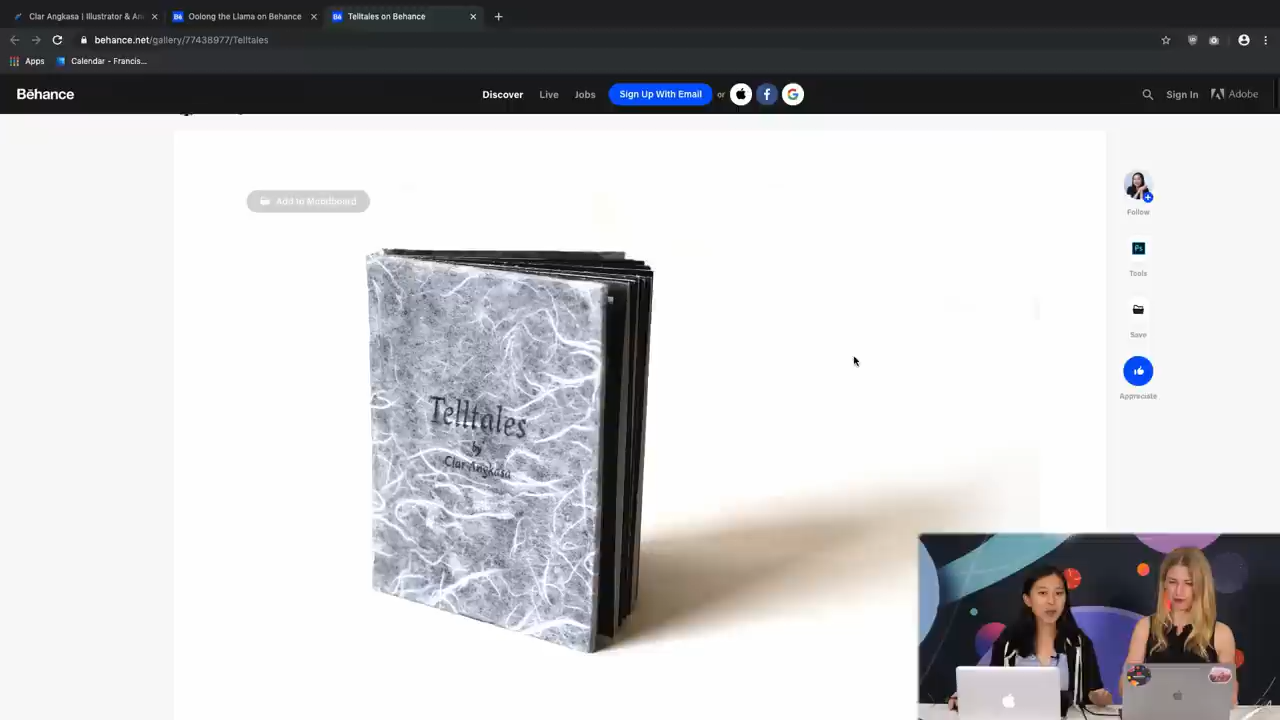 Clar Angkasa | Illustrator & An
Oolong the Llama on Behance
Telltales on Behance
behance.net/gallery/77438977/Telltales
Apps
Calendar - Francis...
Bēhance
Discover
Live
Jobs
Sign Up With Email
or
Sign In
Adobe
Add to Moodboard
Follow
Ps
Tools
Save
Appreciate
Telltales
by
Clar Angkasa